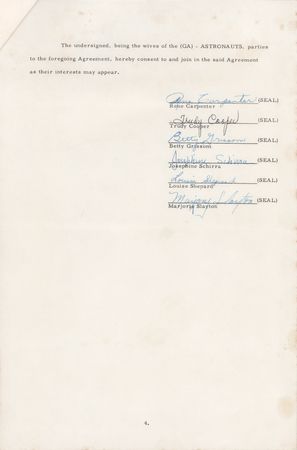 The undersigned, being the wives of the (GA) - ASTRONAUTS, parties
to the foregoing Agreement, hereby consent to and join in the said Agreement
as their interests may appear.
Rene Carpenter (SEAL)
Rene Carpenter
Trudy Cooper (SEAL)
Trudy Cooper
Betty Grissom (SEAL)
Betty Grissom
Josephine Schirra (SEAL)
Josephine Schirra
Louise Shepard (SEAL)
Louise Shepard
Marjorie Slayton (SEAL)
Marjorie Slayton
4.